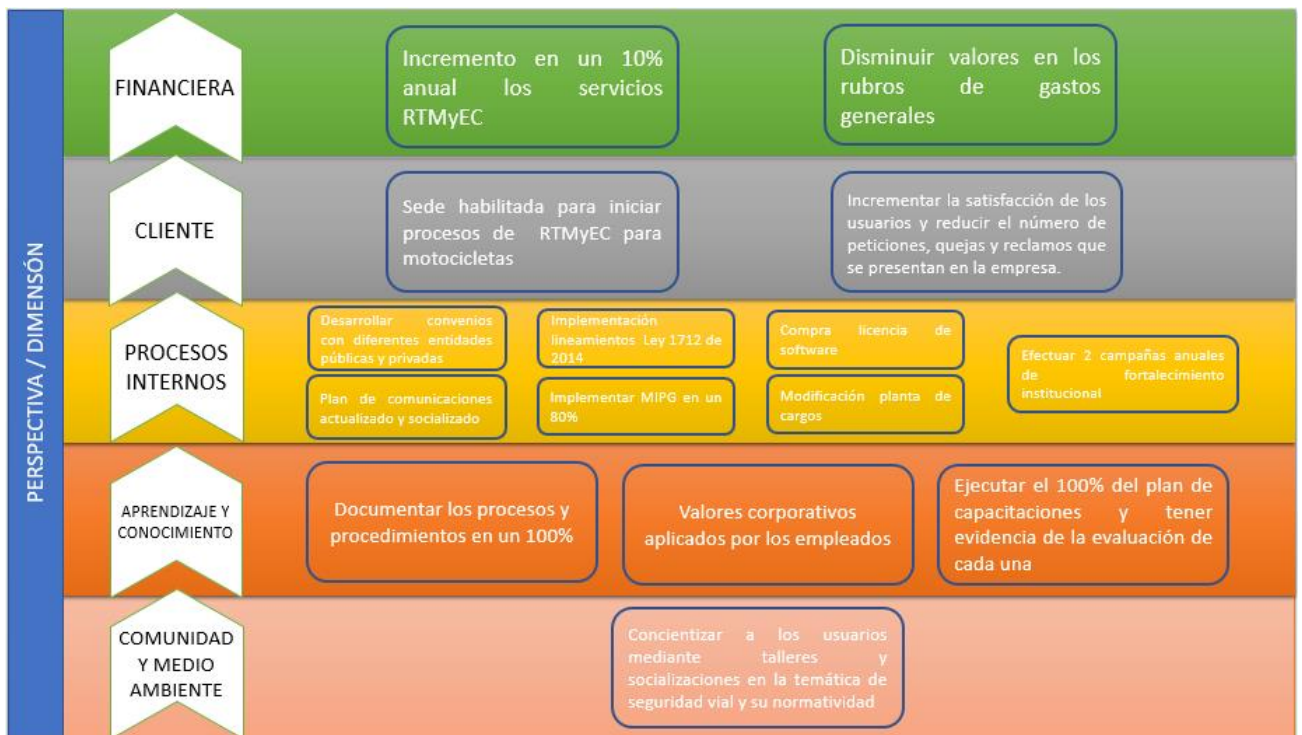 PERSPECTIVA / DIMENSÓN
FINANCIERA
Incremento en un 10%
anual los servicios
RTMyEC
Disminuir valores en los
rubros de gastos
generales
CLIENTE
Sede habilitada para iniciar
procesos de RTMyEC para
motocicletas
Incrementar la satisfacción de los
usuarios y reducir el número de
peticiones, quejas y reclamos que
se presentan en la empresa.
PROCESOS
INTERNOS
Desarrollar convenios
con diferentes entidades
públicas y privadas
Implementación
lineamientos Ley 1712 de
2014
Compra licencia de
software
Efectuar 2 campañas anuales
de fortalecimiento
institucional
Plan de comunicaciones
actualizado y socializado
Implementar MIPG en un
80%
Modificación planta de
cargos
APRENDIZAJE Y
CONOCIMIENTO
Documentar los procesos y
procedimientos en un 100%
Valores corporativos
aplicados por los empleados
Ejecutar el 100% del plan de
capacitaciones y tener
evidencia de la evaluación de
cada una
COMUNIDAD
Y MEDIO
AMBIENTE
Concientizar a los usuarios
mediante talleres y
socializaciones en la temática de
seguridad vial y su normatividad